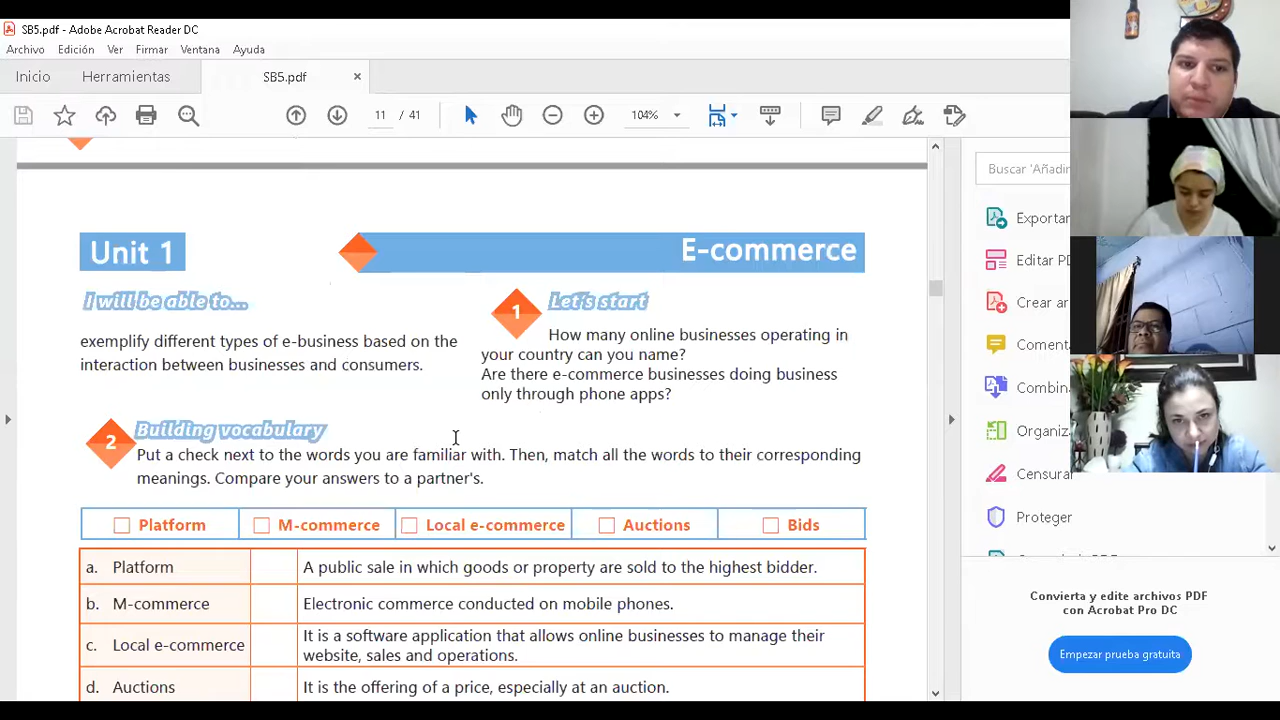 SB5.pdf - Adobe Acrobat Reader DC
Archivo Edición Ver Firmar Ventana Ayuda
Inicio Herramientas SB5.pdf ×
11 / 41 104%
Buscar 'Añadi
Exportar
Editar PD
Crear ar
Comenta
Combina
Organiz
Censurar
Proteger
Convierta y edite archivos PDF
con Acrobat Pro DC
Empezar prueba gratuita
Unit 1 E-commerce
I will be able to...
exemplify different types of e-business based on the
interaction between businesses and consumers.
1 Let's start
How many online businesses operating in
your country can you name?
Are there e-commerce businesses doing business
only through phone apps?
2 Building vocabulary
Put a check next to the words you are familiar with. Then, match all the words to their corresponding
meanings. Compare your answers to a partner's.
Platform M-commerce Local e-commerce Auctions Bids
a. Platform A public sale in which goods or property are sold to the highest bidder.
b. M-commerce Electronic commerce conducted on mobile phones.
c. Local e-commerce It is a software application that allows online businesses to manage their
website, sales and operations.
d. Auctions It is the offering of a price, especially at an auction.